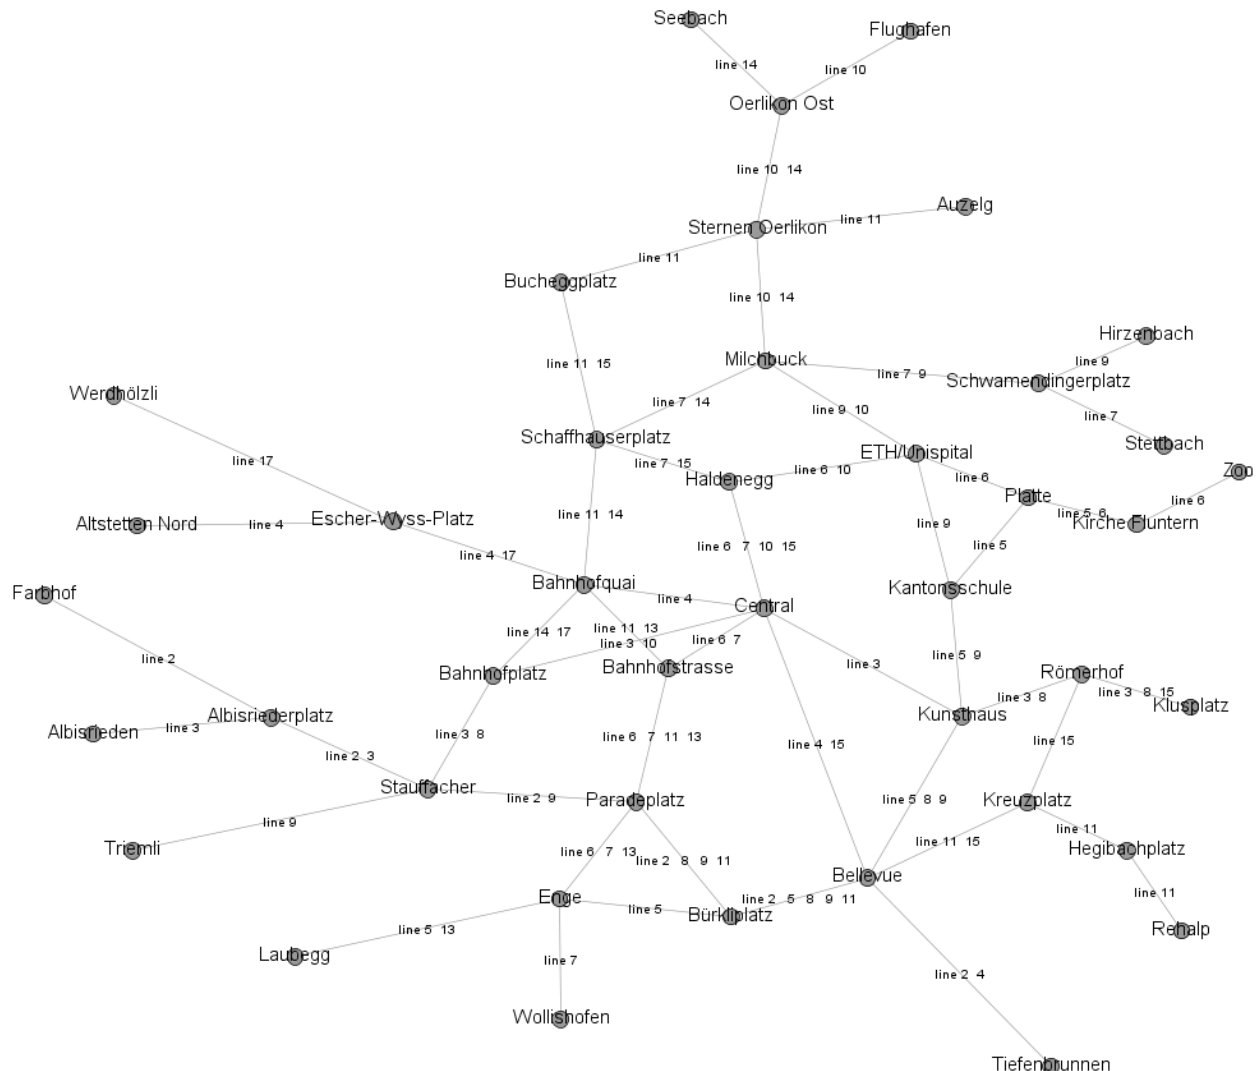 Seebach
Flughafen
line 14
line 10
Oerlikon Ost
line 10 14
Auzelg
line 11
Sternen Oerlikon
line 11
Bucheggplatz
line 10 14
Hirzenbach
Milchbuck
line 9
line 11 15
line 7 9
Schwamendingerplatz
Werdhölzli
line 7 14
line 9 10
line 7
Schaffhauserplatz
Stettbach
ETH/Unispital
line 17
line 7 15
line 6 10
Zoo
Haldenegg
line 6
Platte
line 6
line 11 14
line 5 6
Escher-Wyss-Platz
Kirche Fluntern
Altstetten Nord
line 4
line 9
line 6 7 10 15
line 5
line 4 17
Bahnhofquai
Kantonsschule
Farbhof
line 4
Central
line 14 17
line 11 13
line 6 7
line 3 10
line 5 9
line 2
line 3
Bahnhofplatz
Bahnhofstrasse
Römerhof
line 3 8
line 3 8 15
Klusplatz
Albisriederplatz
Kunsthaus
line 3
Albisrieden
line 3 8
line 6 7 11 13
line 4 15
line 15
line 2 3
Stauffacher
line 2 9
Paradeplatz
line 5 8 9
Kreuzplatz
line 9
line 11
Triemli
line 6 7 13
line 2 8 9 11
line 11 15
Hegibachplatz
Bellevue
line 11
Enge
line 5
line 2 5 8 9 11
Bürkliplatz
line 5 13
Rehalp
Laubegg
line 7
line 2 4
Wollishofen
Tiefenbrunnen